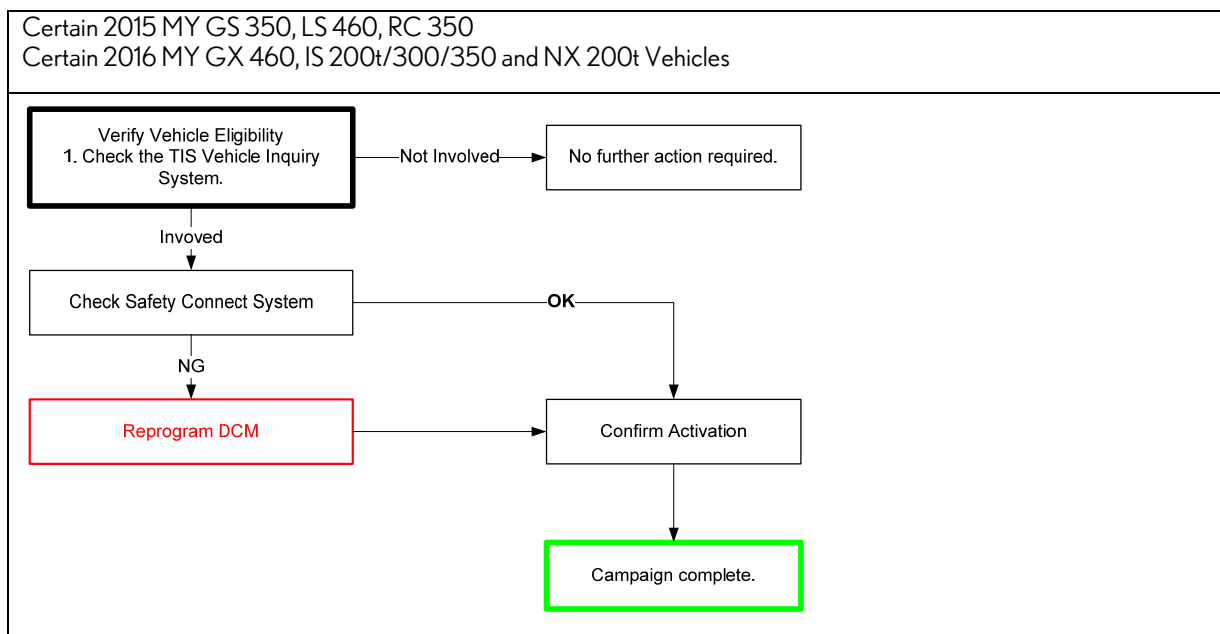 Certain 2015 MY GS 350, LS 460, RC 350
Certain 2016 MY GX 460, IS 200t/300/350 and NX 200t Vehicles
Verify Vehicle Eligibility
1. Check the TIS Vehicle Inquiry
System.
Not Involved
No further action required.
Invoved
Check Safety Connect System
OK
NG
Reprogram DCM
Confirm Activation
Campaign complete.